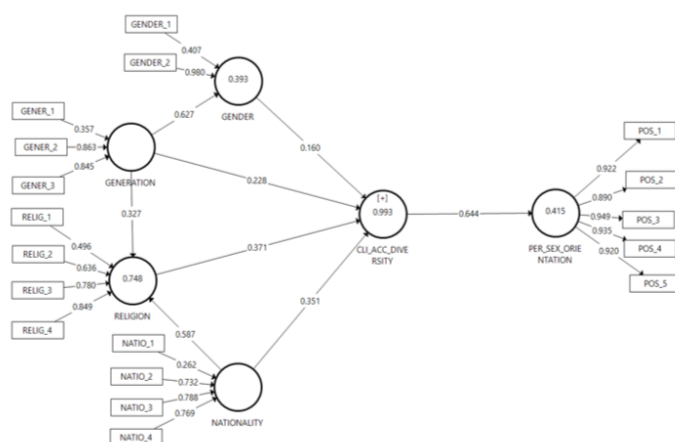 GENDER_1
0.407
GENDER_2
0.980
0.393
GENDER
GENER_1
0.357
GENER_2
0.863
GENER_3
0.845
GENERATION
0.627
0.160
0.228
0.327
RELIG_1
0.496
RELIG_2
0.636
RELIG_3
0.780
RELIG_4
0.849
0.748
RELIGION
0.371
0.587
0.351
NATIO_1
0.262
NATIO_2
0.732
NATIO_3
0.788
NATIO_4
0.769
NATIONALITY
[+]
0.993
CLI_ACC_DIVE
RSITY
0.644
0.415
PER_SEX_ORIE
NTATION
POS_1
0.922
POS_2
0.890
POS_3
0.949
POS_4
0.935
POS_5
0.920